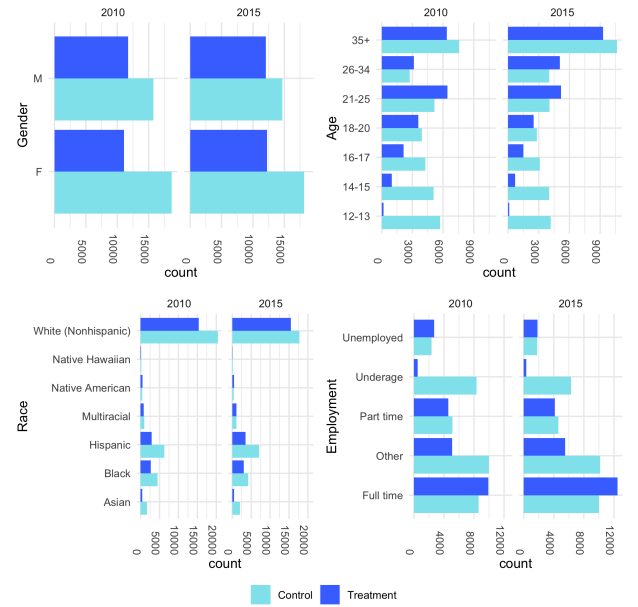 2010 2015
M
F
Gender
0 5000 10000 15000 0 5000 10000 15000
count
2010 2015
35+
26-34
21-25
18-20
16-17
14-15
12-13
Age
0 3000 6000 9000 0 3000 6000 9000
count
2010 2015
White (Nonhispanic)
Native Hawaiian
Native American
Multiracial
Hispanic
Black
Asian
Race
0 5000 10000 15000 20000 0 5000 10000 15000 20000
count
2010 2015
Unemployed
Underage
Part time
Other
Full time
Employment
0 4000 8000 12000 0 4000 8000 12000
count
Control Treatment